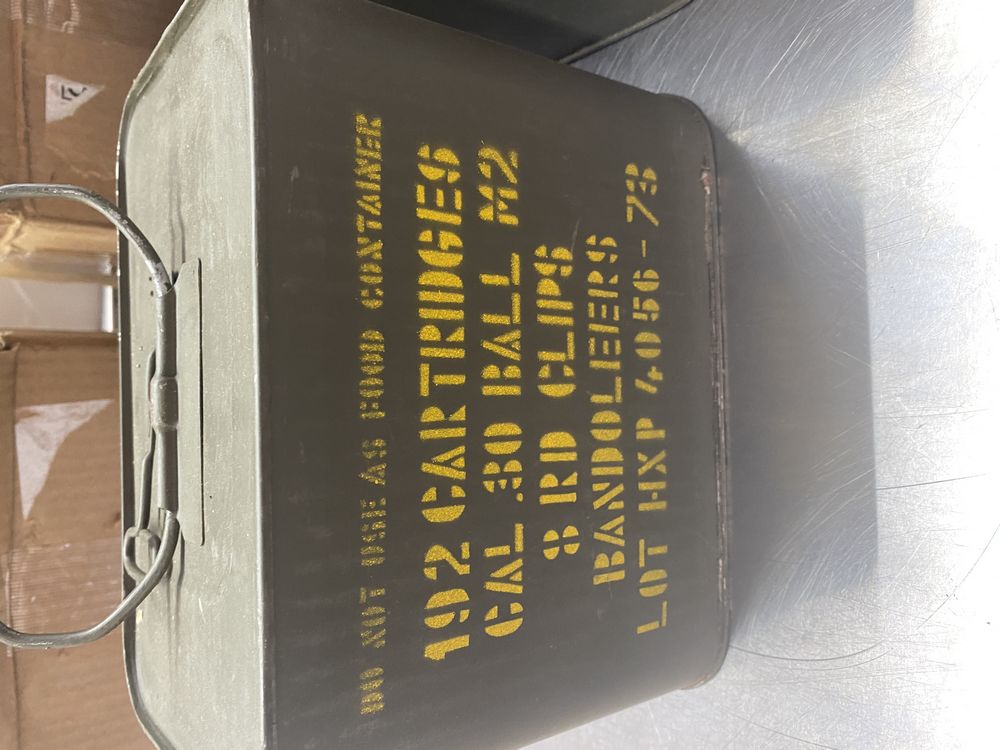 DO NOT USE AS FOOD CONTAINER
192 CARTRIDGES
CAL .30 BALL M2
8 RD CLIPS
BANDOLEERS
LOT HXP 4056-73